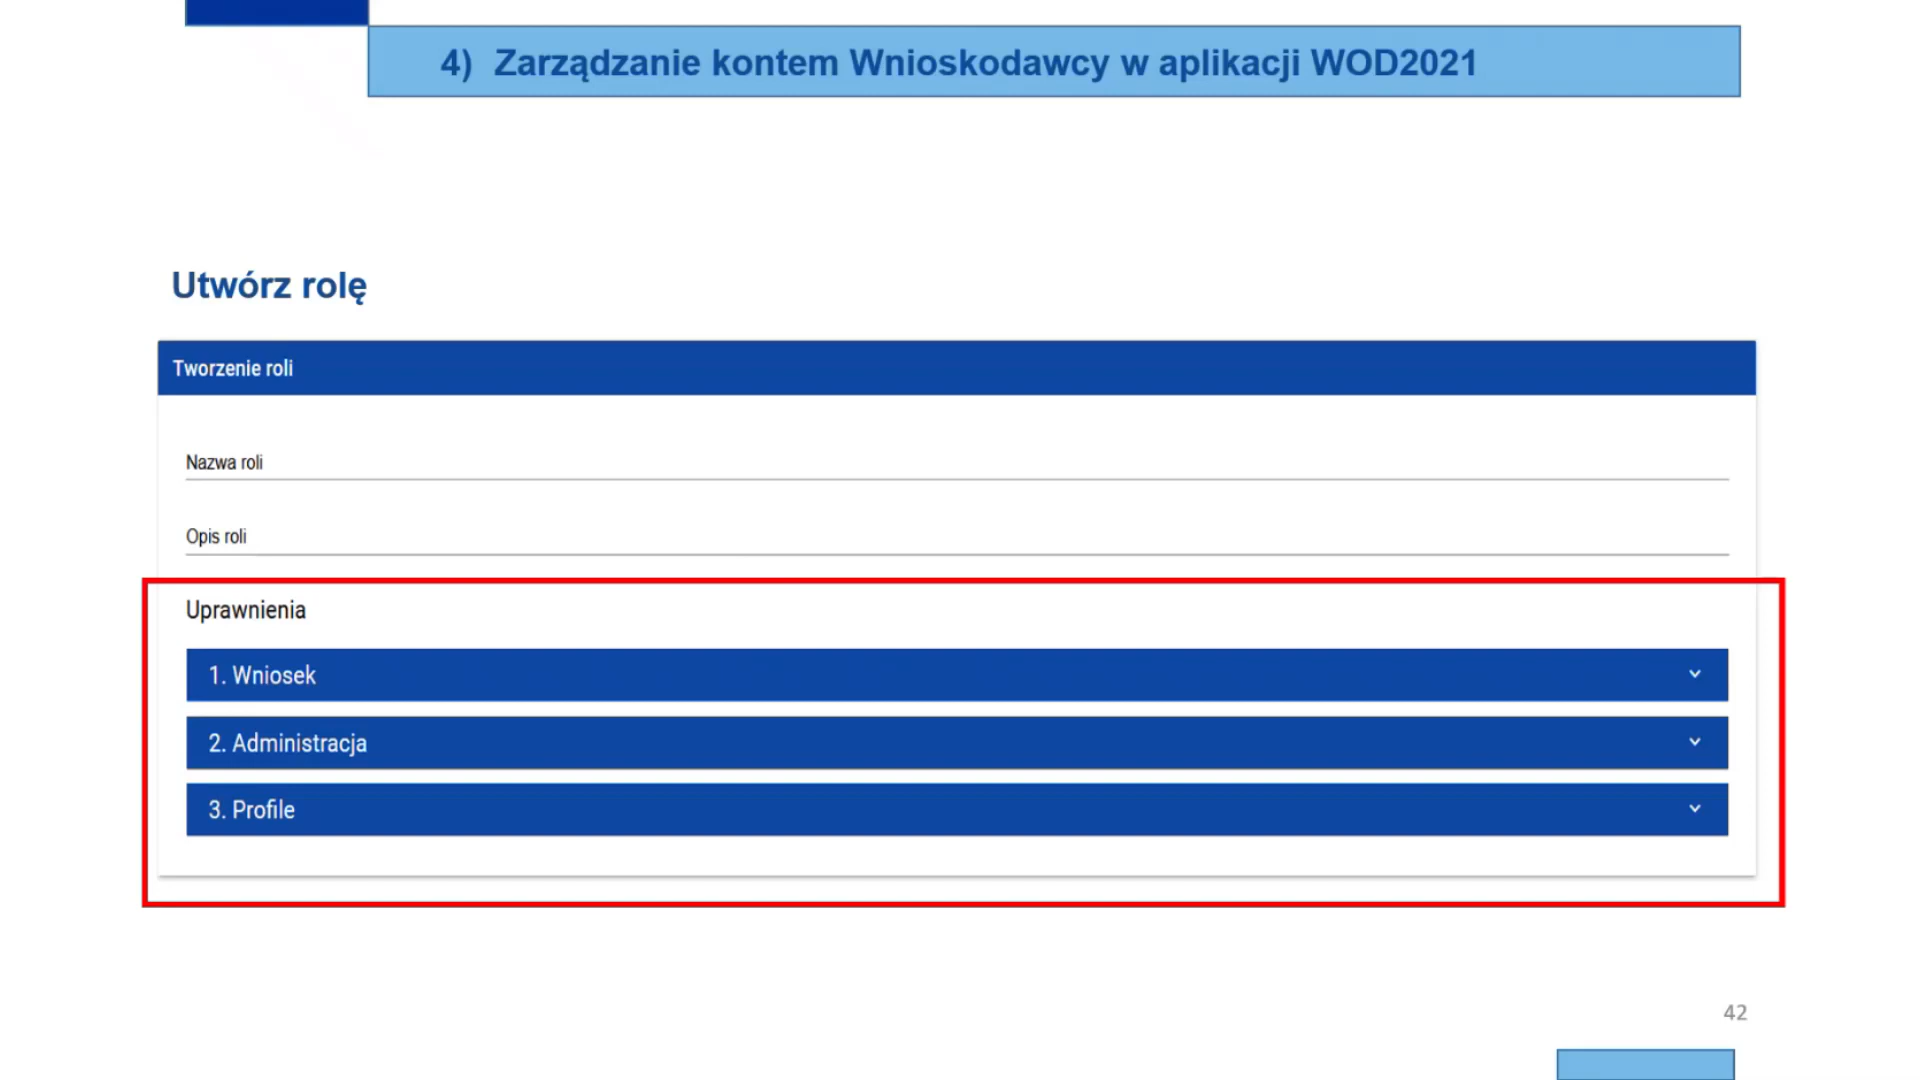 4) Zarządzanie kontem Wnioskodawcy w aplikacji WOD2021
Utwórz rolę
Tworzenie roli
Nazwa roli
Opis roli
Uprawnienia
1. Wniosek
2. Administracja
3. Profile
42